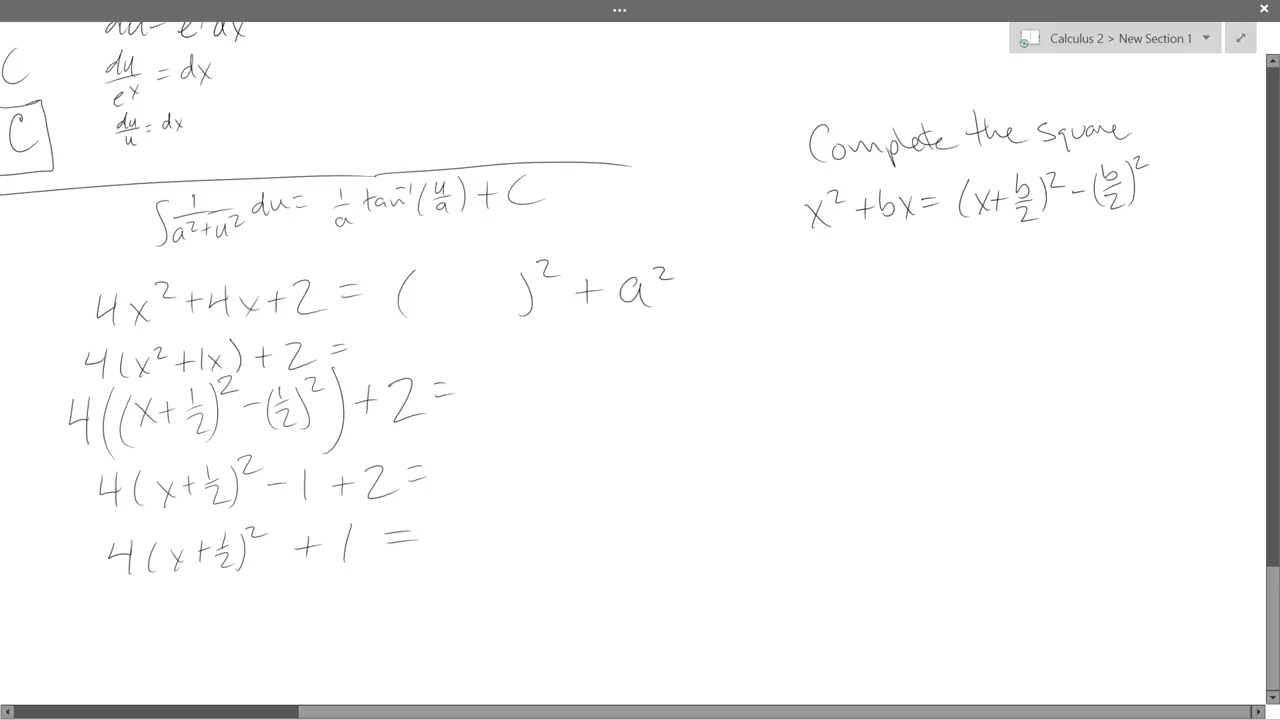 ...
Calculus 2 > New Section 1
du = e^x dx
C
du/e^x = dx
C
du/u = dx
Complete the square
x² + bx = (x + b/2)² - (b/2)²
∫ 1/(a² + u²) du = 1/a tan⁻¹(u/a) + C
4x² + 4x + 2 = ( )² + a²
4(x² + 1x) + 2 =
4((x + 1/2)² - (1/2)²) + 2 =
4(x + 1/2)² - 1 + 2 =
4(x + 1/2)² + 1 =